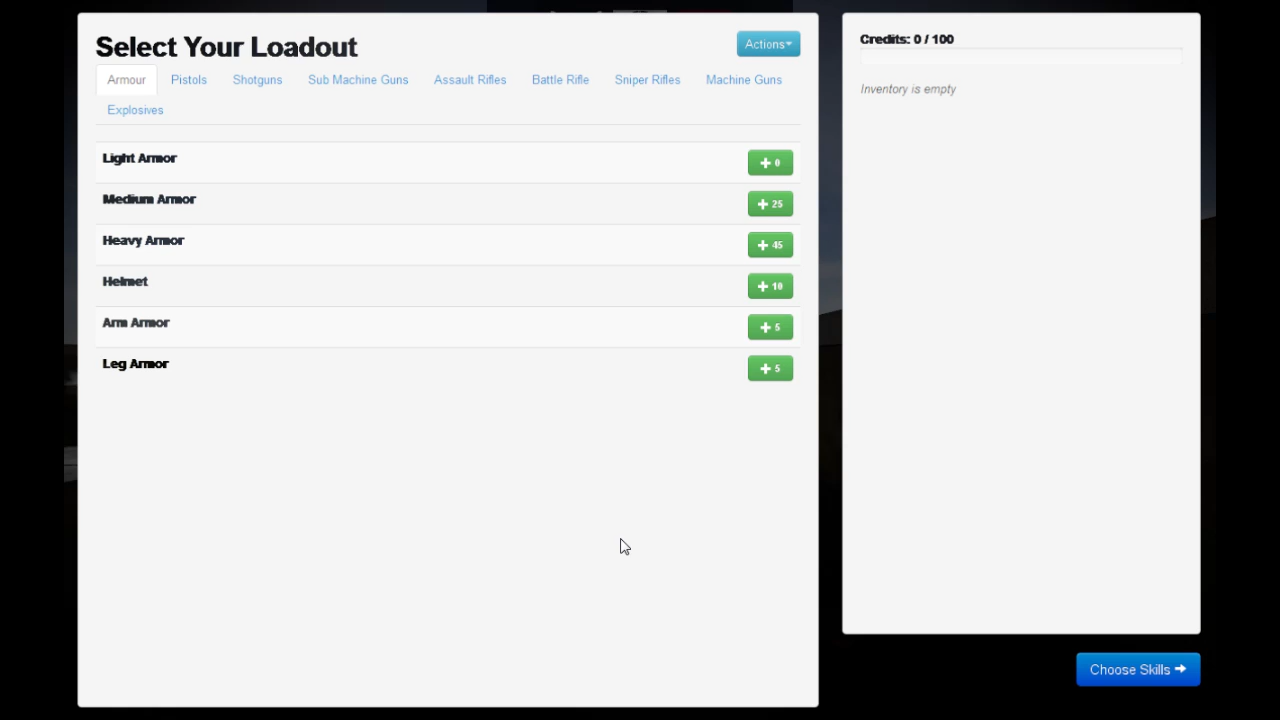 Select Your Loadout
Actions
Armour Pistols Shotguns Sub Machine Guns Assault Rifles Battle Rifle Sniper Rifles Machine Guns
Explosives
Light Armor + 0
Medium Armor + 25
Heavy Armor + 45
Helmet + 10
Arm Armor + 5
Leg Armor + 5
Credits: 0 / 100
Inventory is empty
Choose Skills